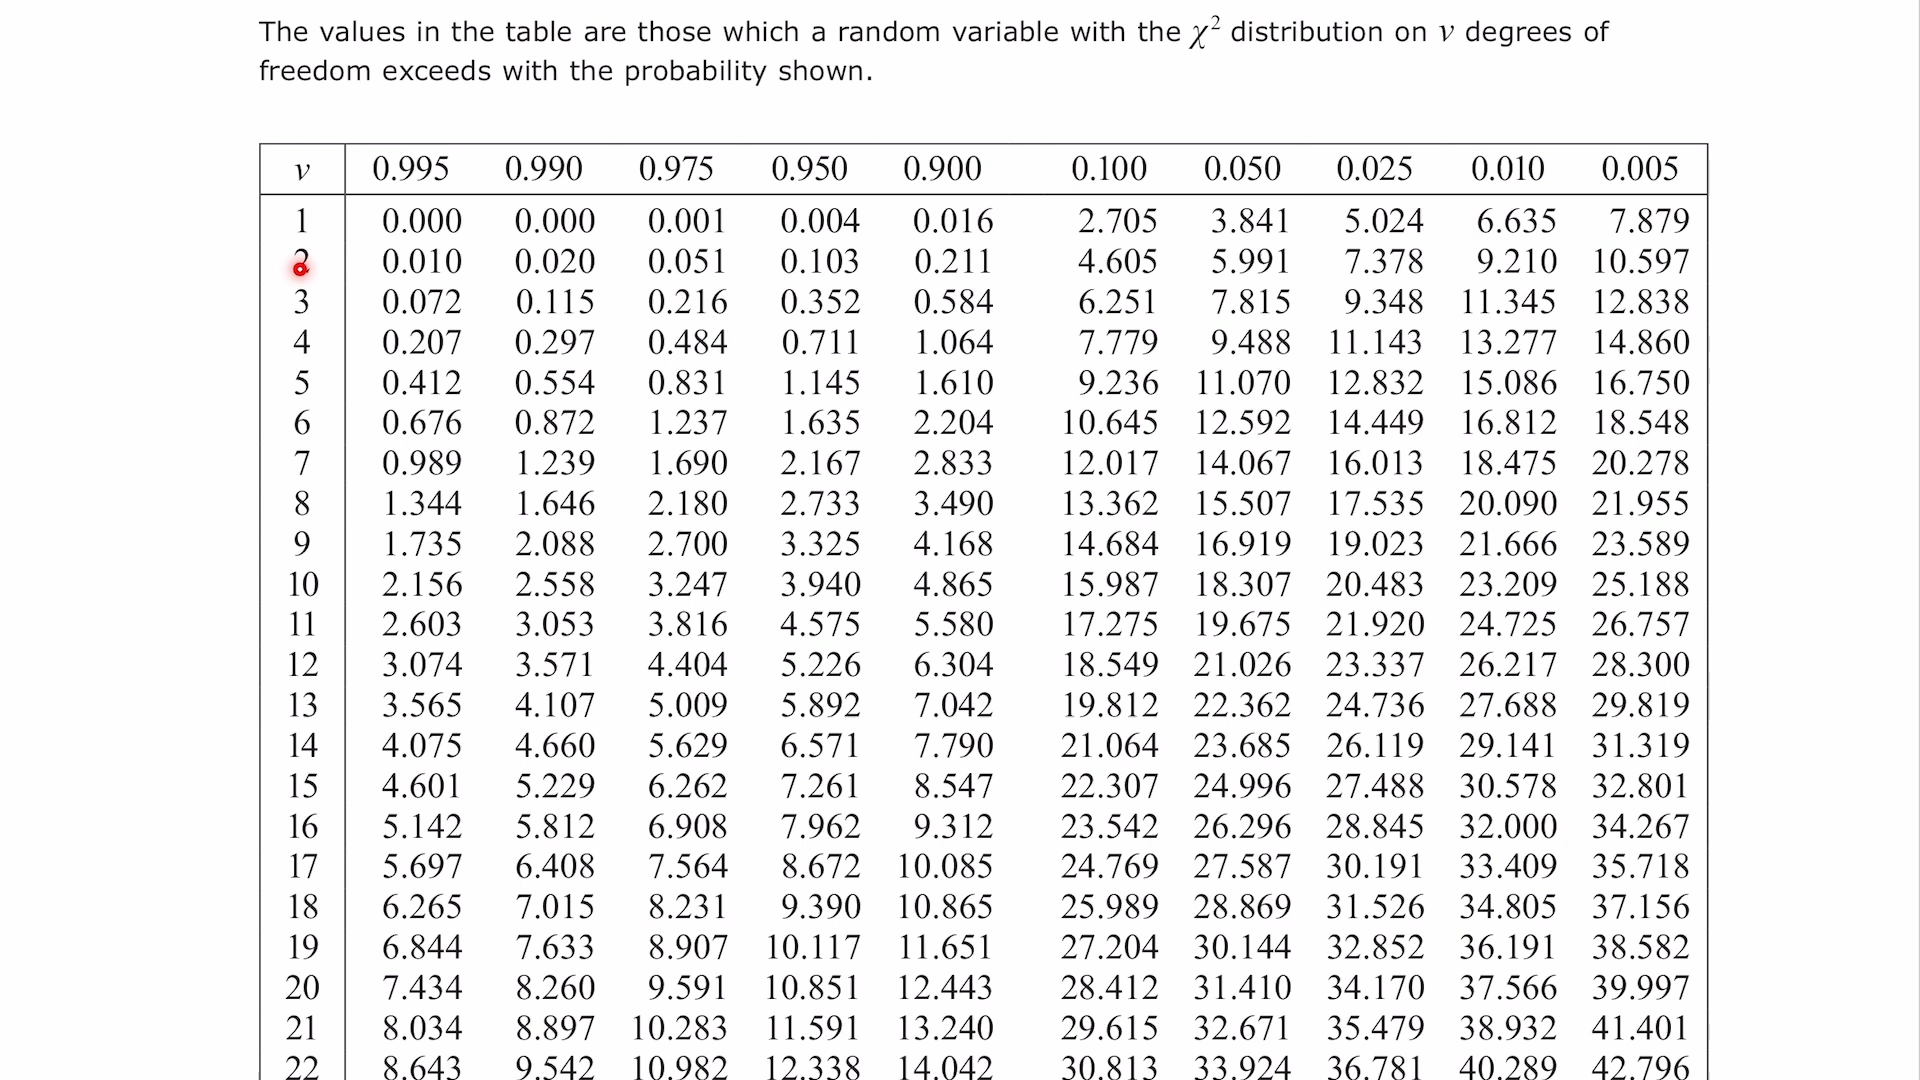 The values in the table are those which a random variable with the χ² distribution on ν degrees of
freedom exceeds with the probability shown.
ν 0.995 0.990 0.975 0.950 0.900 0.100 0.050 0.025 0.010 0.005
1 0.000 0.000 0.001 0.004 0.016 2.705 3.841 5.024 6.635 7.879
2 0.010 0.020 0.051 0.103 0.211 4.605 5.991 7.378 9.210 10.597
3 0.072 0.115 0.216 0.352 0.584 6.251 7.815 9.348 11.345 12.838
4 0.207 0.297 0.484 0.711 1.064 7.779 9.488 11.143 13.277 14.860
5 0.412 0.554 0.831 1.145 1.610 9.236 11.070 12.832 15.086 16.750
6 0.676 0.872 1.237 1.635 2.204 10.645 12.592 14.449 16.812 18.548
7 0.989 1.239 1.690 2.167 2.833 12.017 14.067 16.013 18.475 20.278
8 1.344 1.646 2.180 2.733 3.490 13.362 15.507 17.535 20.090 21.955
9 1.735 2.088 2.700 3.325 4.168 14.684 16.919 19.023 21.666 23.589
10 2.156 2.558 3.247 3.940 4.865 15.987 18.307 20.483 23.209 25.188
11 2.603 3.053 3.816 4.575 5.580 17.275 19.675 21.920 24.725 26.757
12 3.074 3.571 4.404 5.226 6.304 18.549 21.026 23.337 26.217 28.300
13 3.565 4.107 5.009 5.892 7.042 19.812 22.362 24.736 27.688 29.819
14 4.075 4.660 5.629 6.571 7.790 21.064 23.685 26.119 29.141 31.319
15 4.601 5.229 6.262 7.261 8.547 22.307 24.996 27.488 30.578 32.801
16 5.142 5.812 6.908 7.962 9.312 23.542 26.296 28.845 32.000 34.267
17 5.697 6.408 7.564 8.672 10.085 24.769 27.587 30.191 33.409 35.718
18 6.265 7.015 8.231 9.390 10.865 25.989 28.869 31.526 34.805 37.156
19 6.844 7.633 8.907 10.117 11.651 27.204 30.144 32.852 36.191 38.582
20 7.434 8.260 9.591 10.851 12.443 28.412 31.410 34.170 37.566 39.997
21 8.034 8.897 10.283 11.591 13.240 29.615 32.671 35.479 38.932 41.401
22 8.643 9.542 10.982 12.338 14.042 30.813 33.924 36.781 40.289 42.796